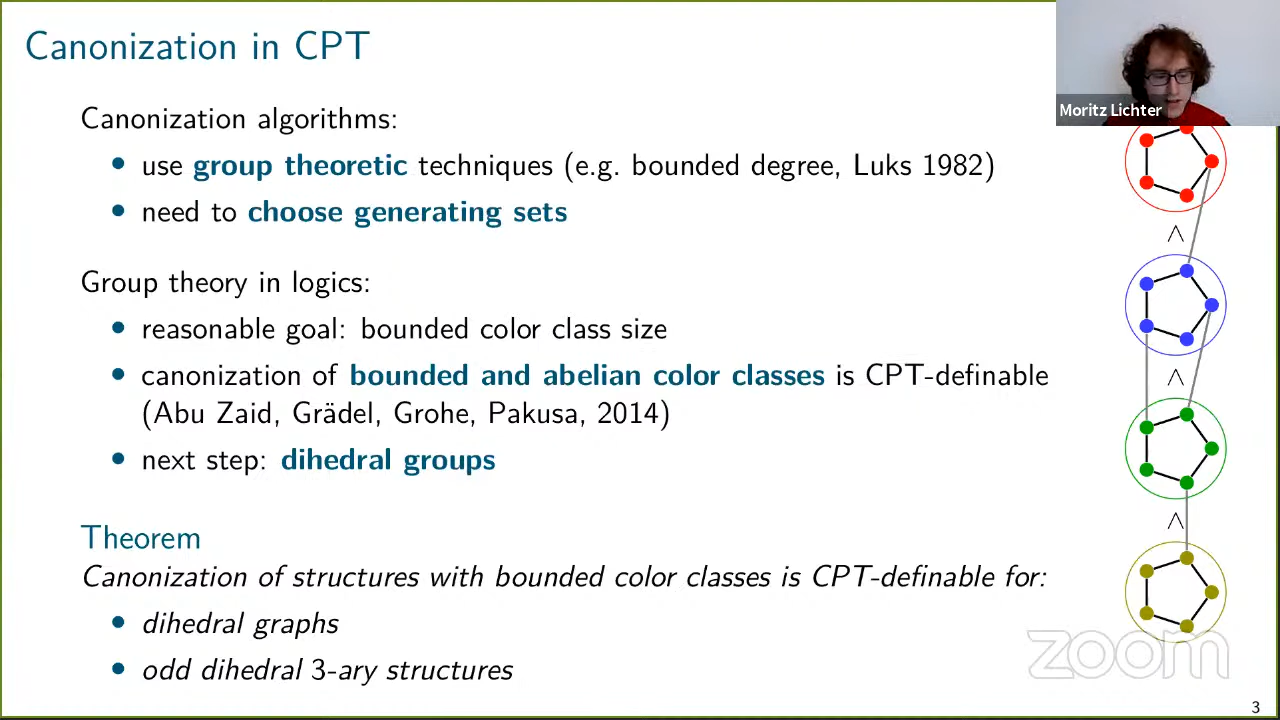 Canonization in CPT
Moritz Lichter
Canonization algorithms:
• use group theoretic techniques (e.g. bounded degree, Luks 1982)
• need to choose generating sets
Group theory in logics:
• reasonable goal: bounded color class size
• canonization of bounded and abelian color classes is CPT-definable
(Abu Zaid, Grädel, Grohe, Pakusa, 2014)
• next step: dihedral groups
Theorem
Canonization of structures with bounded color classes is CPT-definable for:
• dihedral graphs
• odd dihedral 3-ary structures
∧
∧
∧
zoom
3